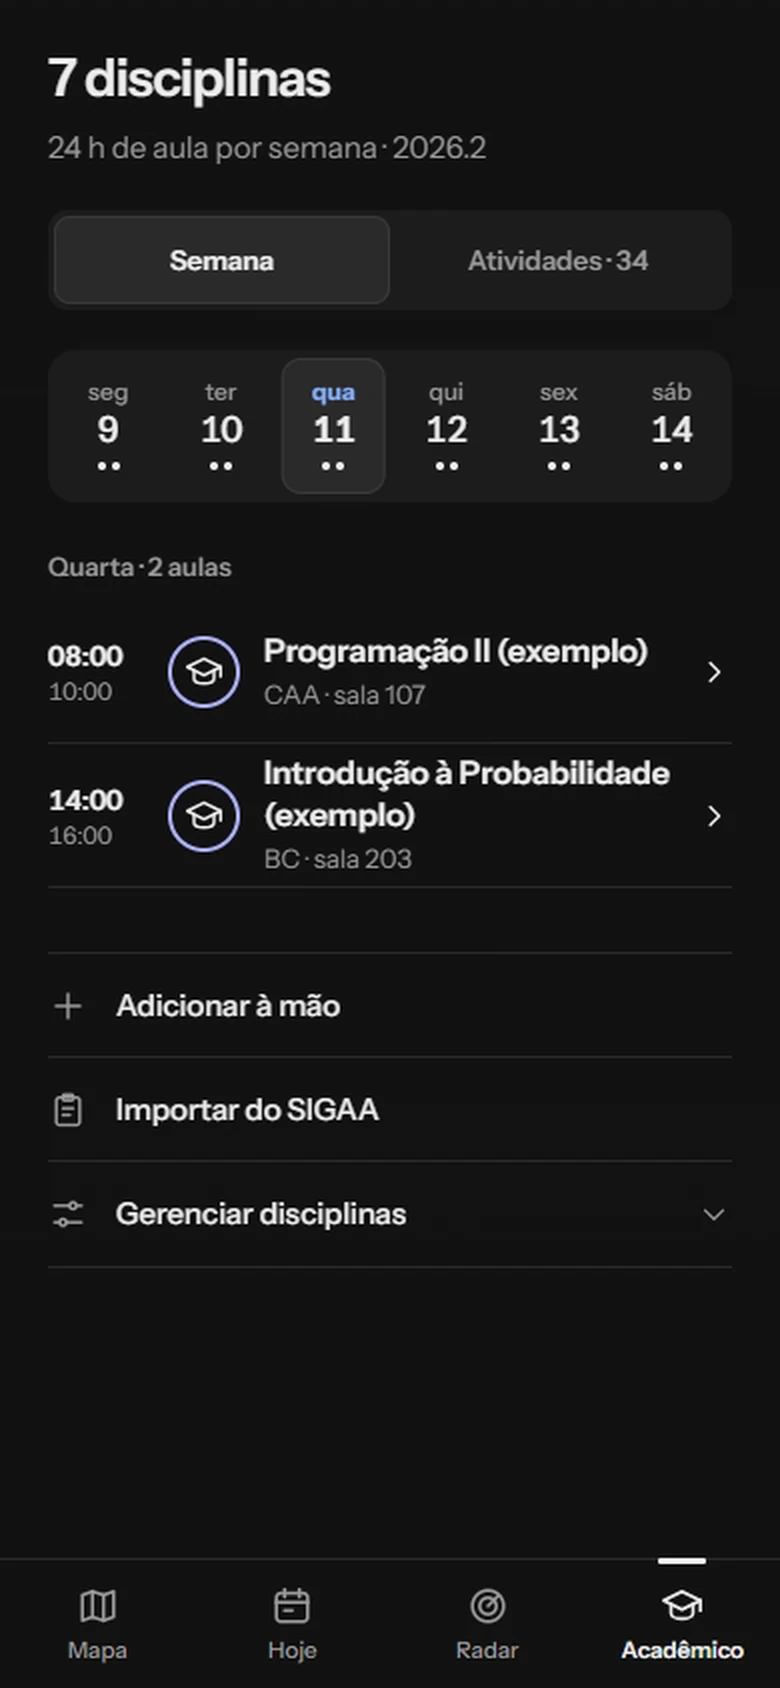 7 disciplinas
24 h de aula por semana · 2026.2
Semana
Atividades · 34
seg
ter
qua
qui
sex
sáb
9
10
11
12
13
14
Quarta · 2 aulas
08:00
10:00
Programação II (exemplo)
CAA · sala 107
14:00
16:00
Introdução à Probabilidade
(exemplo)
BC · sala 203
Adicionar à mão
Importar do SIGAA
Gerenciar disciplinas
Mapa
Hoje
Radar
Acadêmico